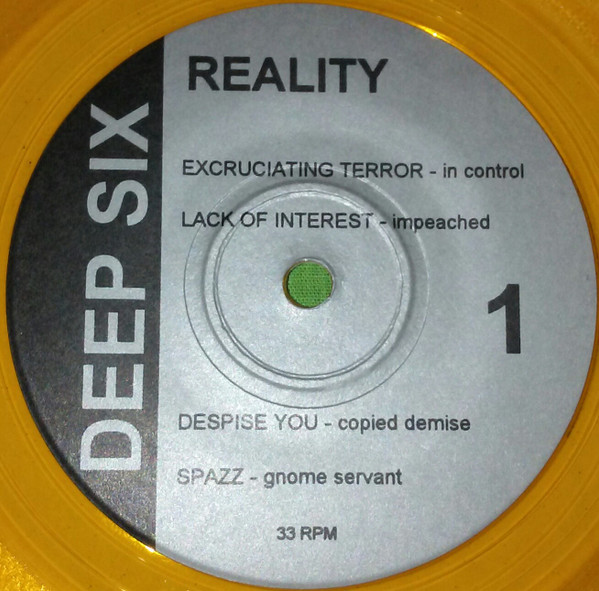 DEEP SIX
REALITY
EXCRUCIATING TERROR - in control
LACK OF INTEREST - impeached
1
DESPISE YOU - copied demise
SPAZZ - gnome servant
33 RPM